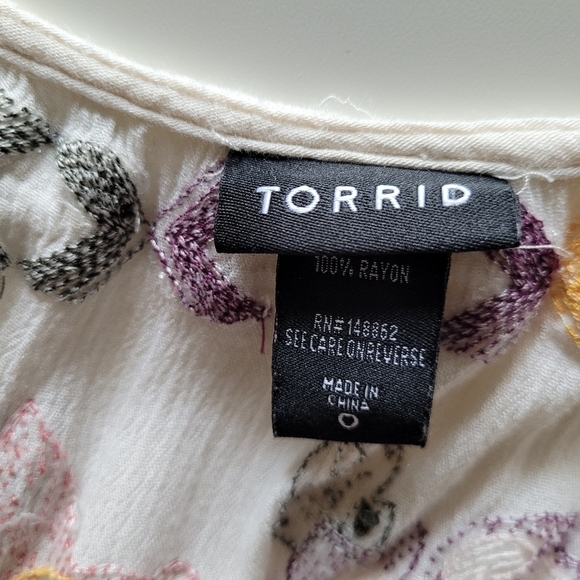 TORRID
100% RAYON
RN#148862
SEE CARE ON REVERSE
MADE IN
CHINA
0